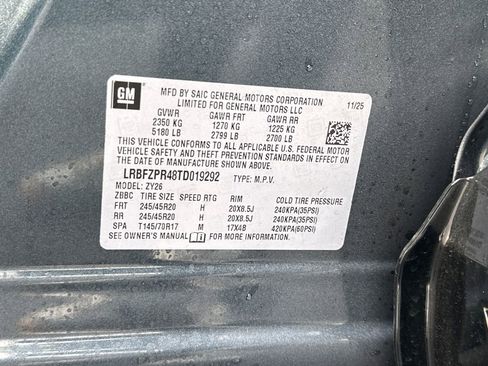 GM
MFD BY SAIC GENERAL MOTORS CORPORATION 11/25
LIMITED FOR GENERAL MOTORS LLC
GVWR GAWR FRT GAWR RR
2350 KG 1270 KG 1225 KG
5180 LB 2799 LB 2700 LB
THIS VEHICLE CONFORMS TO ALL APPLICABLE U.S. FEDERAL MOTOR
VEHICLE SAFETY AND THEFT PREVENTION STANDARDS IN EFFECT ON THE
DATE OF MANUFACTURE SHOWN ABOVE.
LRBFZPR48TD019292 TYPE: M.P.V.
MODEL: ZY26
ZBBC TIRE SIZE SPEED RTG RIM COLD TIRE PRESSURE
FRT 245/45R20 H 20X8.5J 240KPA(35PSI)
RR 245/45R20 H 20X8.5J 240KPA(35PSI)
SPA T145/70R17 M 17X4B 420KPA(60PSI)
SEE OWNER'S MANUAL FOR MORE INFORMATION.